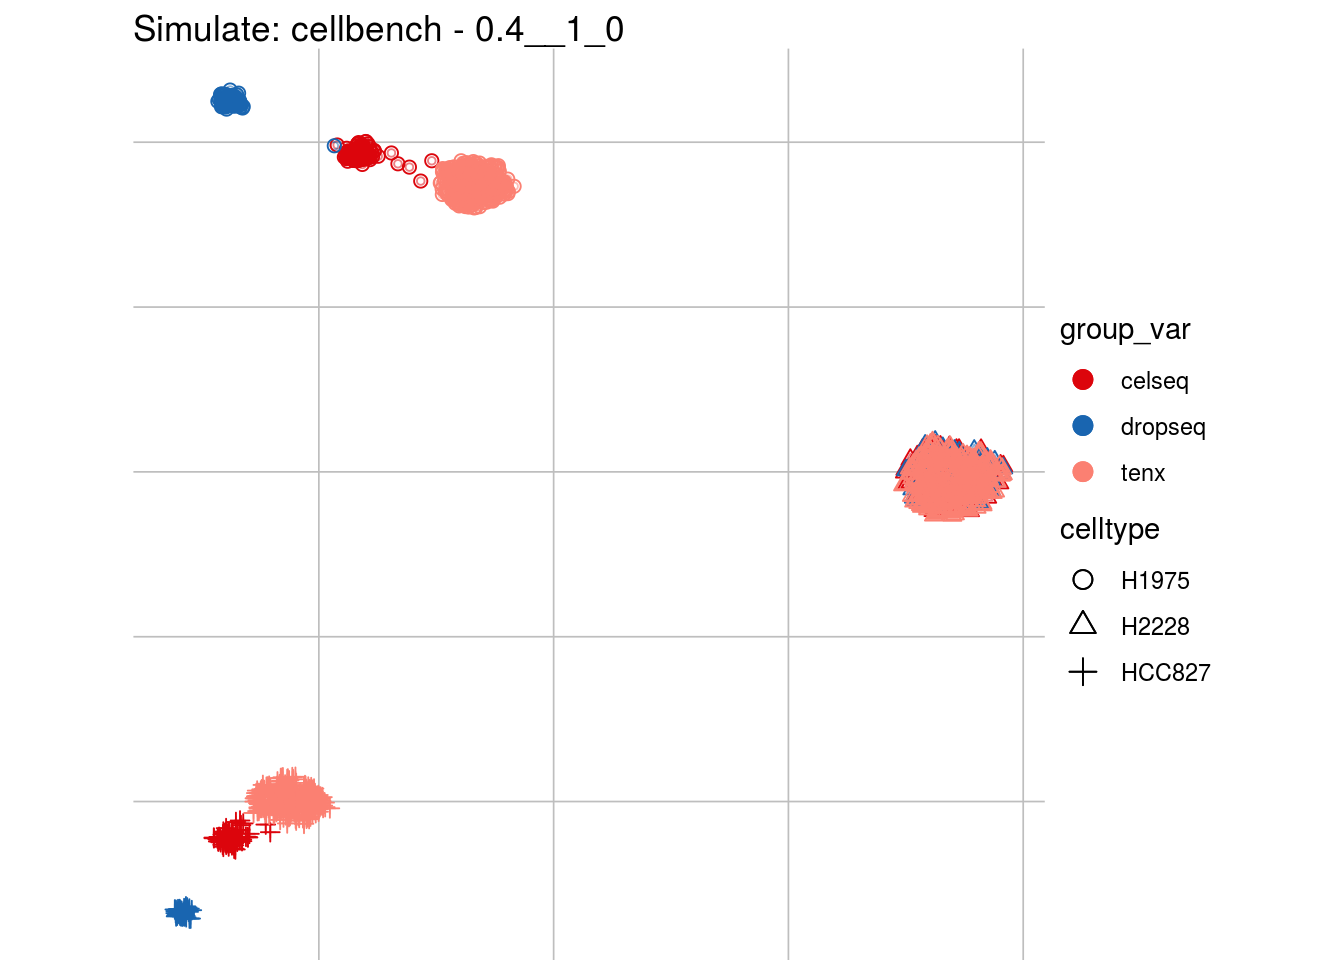 Simulate: cellbench - 0.4__1_0
group_var
celseq
dropseq
tenx
celltype
H1975
H2228
HCC827